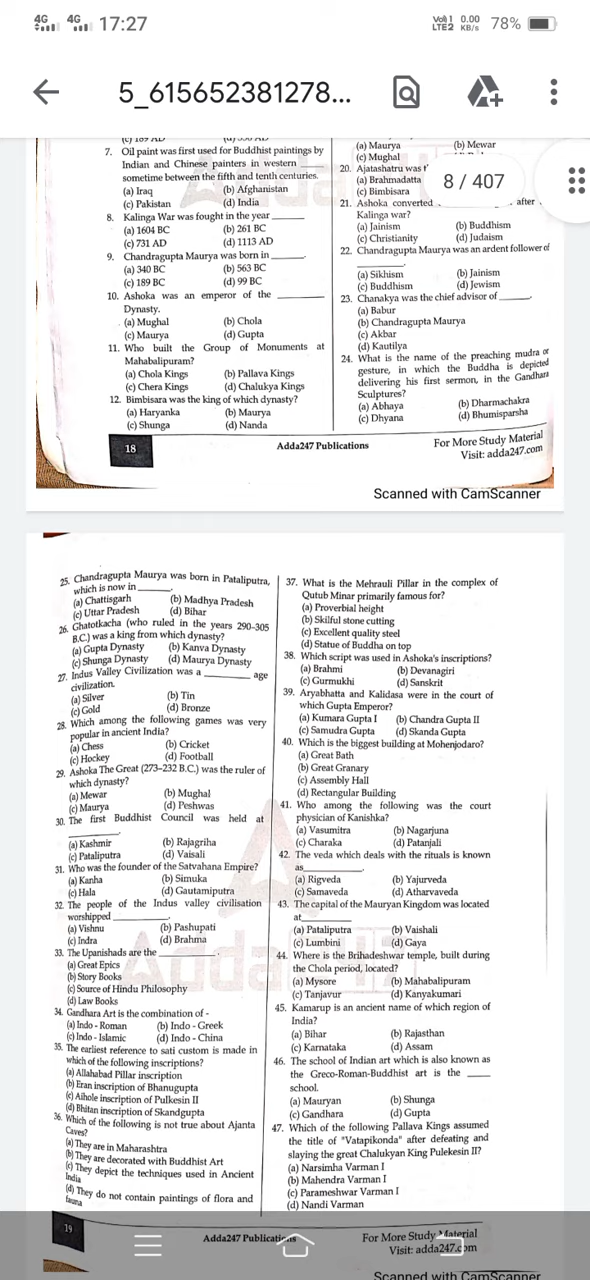 4G 4G 17:27 Vol) 1 LTE2 0.00 KB/s 78%
5_615652381278...
8 / 407
7. Oil paint was first used for Buddhist paintings by
Indian and Chinese painters in western ____
sometime between the fifth and tenth centuries.
(a) Iraq (b) Afghanistan
(c) Pakistan (d) India
8. Kalinga War was fought in the year ______
(a) 1604 BC (b) 261 BC
(c) 731 AD (d) 1113 AD
9. Chandragupta Maurya was born in ______.
(a) 340 BC (b) 563 BC
(c) 189 BC (d) 99 BC
10. Ashoka was an emperor of the ________
Dynasty.
(a) Mughal (b) Chola
(c) Maurya (d) Gupta
11. Who built the Group of Monuments at
Mahabalipuram?
(a) Chola Kings (b) Pallava Kings
(c) Chera Kings (d) Chalukya Kings
12. Bimbisara was the king of which dynasty?
(a) Haryanka (b) Maurya
(c) Shunga (d) Nanda
(a) Maurya (b) Mewar
(c) Mughal
20. Ajatashatru was
(a) Brahmadatta
(c) Bimbisara
21. Ashoka converted after
Kalinga war?
(a) Jainism (b) Buddhism
(c) Christianity (d) Judaism
22. Chandragupta Maurya was an ardent follower of
________.
(a) Sikhism (b) Jainism
(c) Buddhism (d) Jewism
23. Chanakya was the chief advisor of ______.
(a) Babur
(b) Chandragupta Maurya
(c) Akbar
(d) Kautilya
24. What is the name of the preaching mudra or
gesture, in which the Buddha is depicted
delivering his first sermon, in the Gandhara
Sculptures?
(a) Abhaya (b) Dharmachakra
(c) Dhyana (d) Bhumisparsha
18 Adda247 Publications For More Study Material
Visit: adda247.com
Scanned with CamScanner
25. Chandragupta Maurya was born in Pataliputra,
which is now in ______.
(a) Chattisgarh (b) Madhya Pradesh
(c) Uttar Pradesh (d) Bihar
26. Ghatotkacha (who ruled in the years 290-305
B.C.) was a king from which dynasty?
(a) Gupta Dynasty (b) Kanva Dynasty
(c) Shunga Dynasty (d) Maurya Dynasty
27. Indus Valley Civilization was a ________ age
civilization.
(a) Silver (b) Tin
(c) Gold (d) Bronze
28. Which among the following games was very
popular in ancient India?
(a) Chess (b) Cricket
(c) Hockey (d) Football
29. Ashoka The Great (273-232 B.C.) was the ruler of
which dynasty?
(a) Mewar (b) Mughal
(c) Maurya (d) Peshwas
30. The first Buddhist Council was held at
________.
(a) Kashmir (b) Rajagriha
(c) Pataliputra (d) Vaisali
31. Who was the founder of the Satvahana Empire?
(a) Kanha (b) Simuka
(c) Hala (d) Gautamiputra
32. The people of the Indus valley civilisation
worshipped ________.
(a) Vishnu (b) Pashupati
(c) Indra (d) Brahma
33. The Upanishads are the ________.
(a) Great Epics
(b) Story Books
(c) Source of Hindu Philosophy
(d) Law Books
34. Gandhara Art is the combination of -
(a) Indo - Roman (b) Indo - Greek
(c) Indo - Islamic (d) Indo - China
35. The earliest reference to sati custom is made in
which of the following inscriptions?
(a) Allahabad Pillar inscription
(b) Eran inscription of Bhanugupta
(c) Aihole inscription of Pulkesin II
(d) Bhitan inscription of Skandgupta
36. Which of the following is not true about Ajanta
Caves?
(a) They are in Maharashtra
(b) They are decorated with Buddhist Art
(c) They depict the techniques used in Ancient
India
(d) They do not contain paintings of flora and
fauna
37. What is the Mehrauli Pillar in the complex of
Qutub Minar primarily famous for?
(a) Proverbial height
(b) Skilful stone cutting
(c) Excellent quality steel
(d) Statue of Buddha on top
38. Which script was used in Ashoka's inscriptions?
(a) Brahmi (b) Devanagiri
(c) Gurmukhi (d) Sanskrit
39. Aryabhatta and Kalidasa were in the court of
which Gupta Emperor?
(a) Kumara Gupta I (b) Chandra Gupta II
(c) Samudra Gupta (d) Skanda Gupta
40. Which is the biggest building at Mohenjodaro?
(a) Great Bath
(b) Great Granary
(c) Assembly Hall
(d) Rectangular Building
41. Who among the following was the court
physician of Kanishka?
(a) Vasumitra (b) Nagarjuna
(c) Charaka (d) Patanjali
42. The veda which deals with the rituals is known
as________.
(a) Rigveda (b) Yajurveda
(c) Samaveda (d) Atharvaveda
43. The capital of the Mauryan Kingdom was located
at________
(a) Pataliputra (b) Vaishali
(c) Lumbini (d) Gaya
44. Where is the Brihadeshwar temple, built during
the Chola period, located?
(a) Mysore (b) Mahabalipuram
(c) Tanjavur (d) Kanyakumari
45. Kamarup is an ancient name of which region of
India?
(a) Bihar (b) Rajasthan
(c) Karnataka (d) Assam
46. The school of Indian art which is also known as
the Greco-Roman-Buddhist art is the ____
school.
(a) Mauryan (b) Shunga
(c) Gandhara (d) Gupta
47. Which of the following Pallava Kings assumed
the title of "Vatapikonda" after defeating and
slaying the great Chalukyan King Pulekesin II?
(a) Narsimha Varman I
(b) Mahendra Varman I
(c) Parameshwar Varman I
(d) Nandi Varman
19 Adda247 Publications For More Study Material
Visit: adda247.com
Scanned with CamScanner